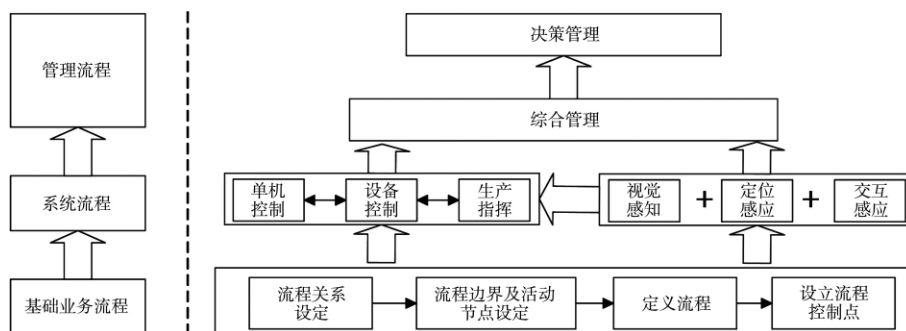 管理流程
系统流程
基础业务流程
决策管理
综合管理
单机
控制
设备
控制
生产
指挥
视觉
感知
+
定位
感应
+
交互
感应
流程关系
设定
流程边界及活动
节点设定
定义流程
设立流程
控制点